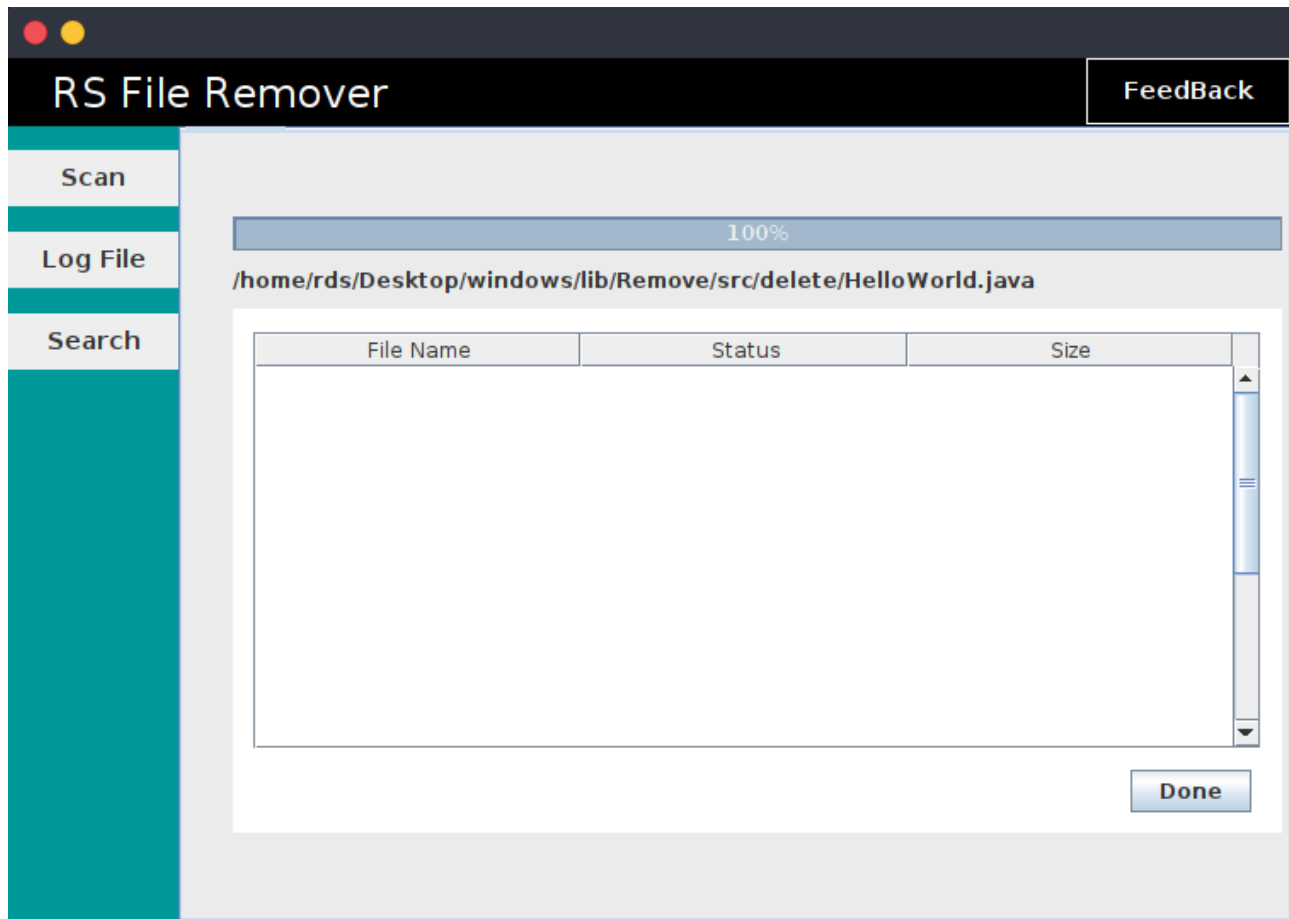 RS File Remover
FeedBack
Scan
Log File
Search
100%
/home/rds/Desktop/windows/lib/Remove/src/delete/HelloWorld.java
File Name Status Size
Done